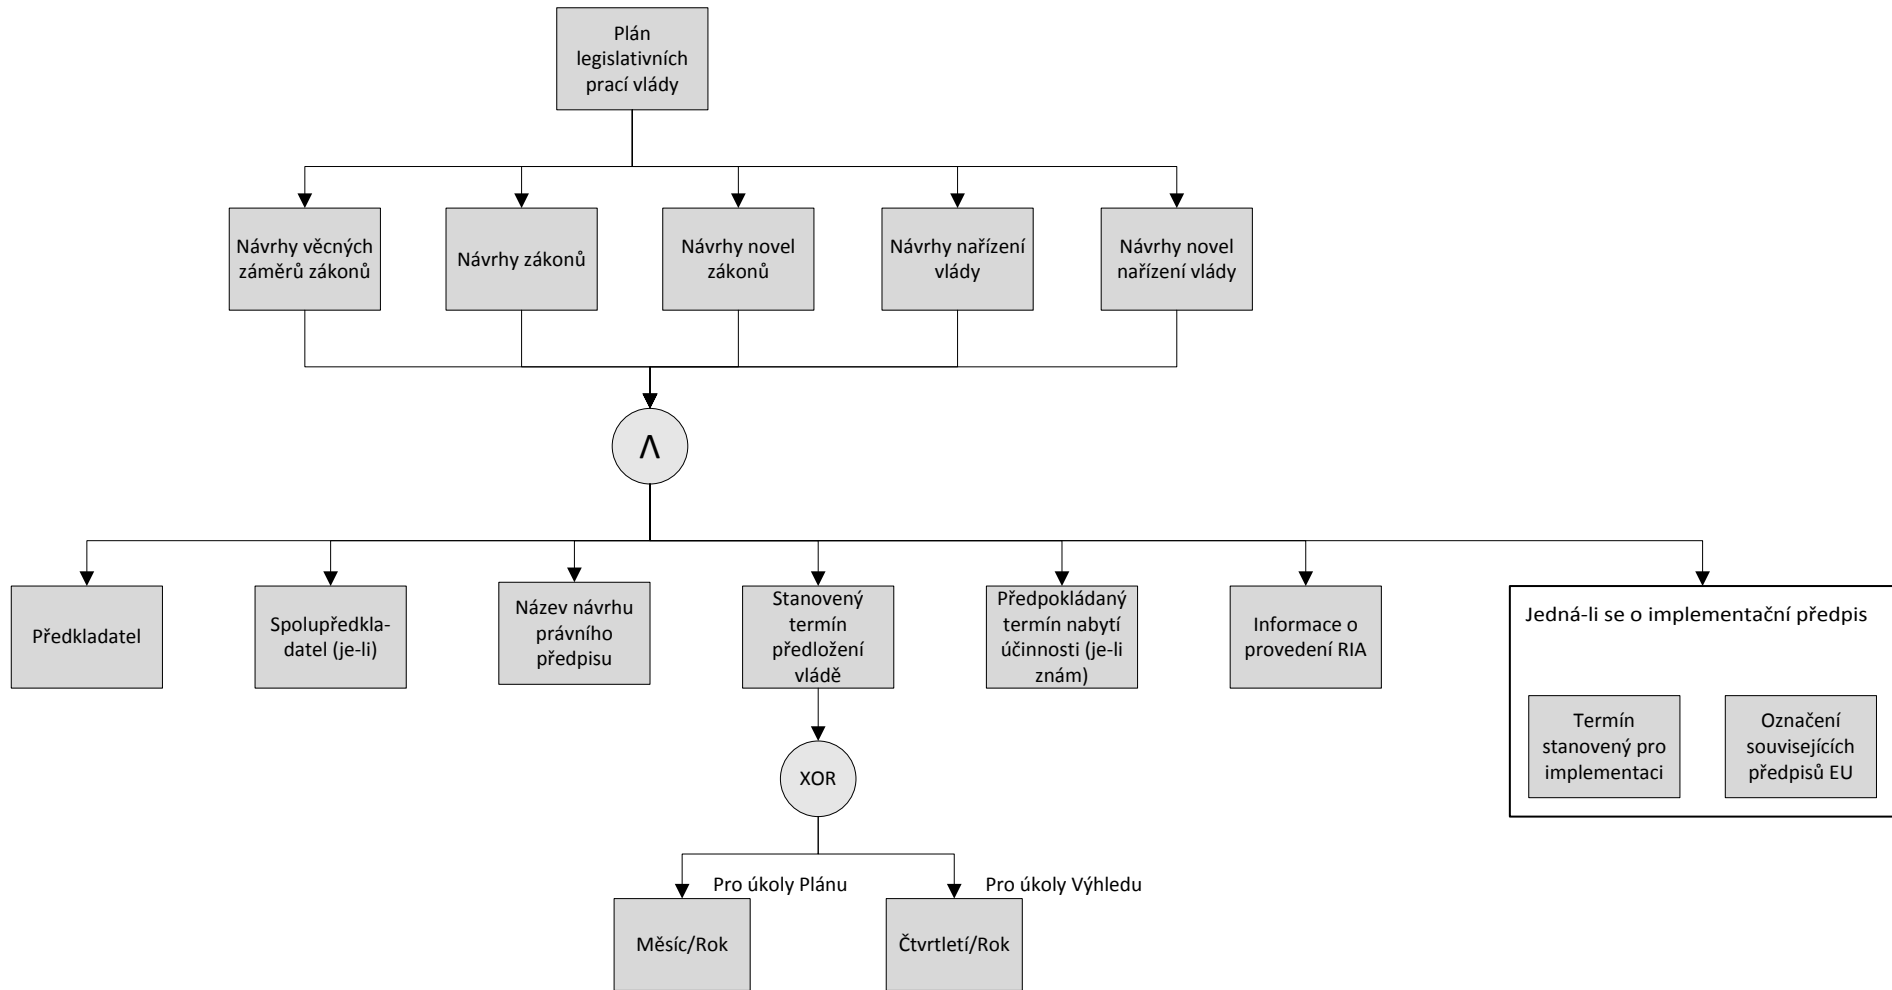 Plán
legislativních
prací vlády
Návrhy věcných
záměrů zákonů
Návrhy zákonů
Návrhy novel
zákonů
Návrhy nařízení
vlády
Návrhy novel
nařízení vlády
Λ
Předkladatel
Spolupředkla-
datel (je-li)
Název návrhu
právního
předpisu
Stanovený
termín
předložení
vládě
Předpokládaný
termín nabytí
účinnosti (je-li
znám)
Informace o
provedení RIA
Jedná-li se o implementační předpis
Termín
stanovený pro
implementaci
Označení
souvisejících
předpisů EU
XOR
Pro úkoly Plánu
Pro úkoly Výhledu
Měsíc/Rok
Čtvrtletí/Rok